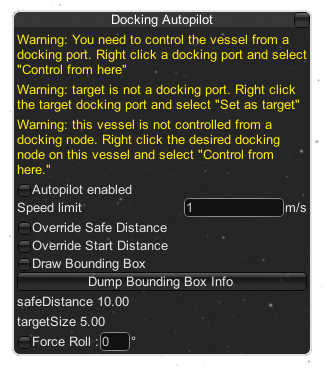 Docking Autopilot
Warning: You need to control the vessel from a
docking port. Right click a docking port and select
"Control from here"
Warning: target is not a docking port. Right click
the target docking port and select "Set as target"
Warning: this vessel is not controlled from a
docking node. Right click the desired docking
node on this vessel and select "Control from
here."
Autopilot enabled
Speed limit 1 m/s
Override Safe Distance
Override Start Distance
Draw Bounding Box
Dump Bounding Box Info
safeDistance 10.00
targetSize 5.00
Force Roll : 0 °